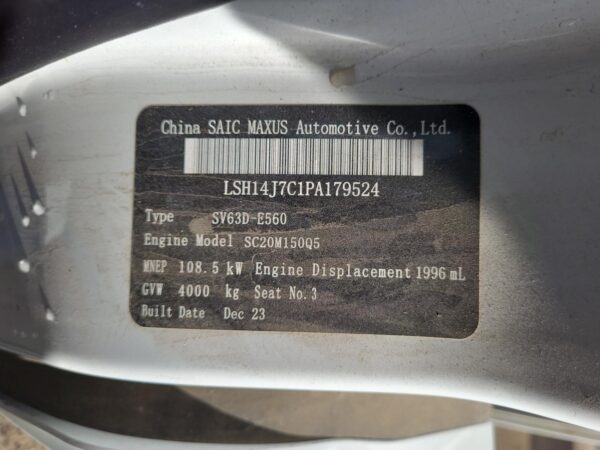 China SAIC MAXUS Automotive Co.,Ltd.
LSH14J7C1PA179524
Type SV63D-E560
Engine Model SC20M150Q5
MNEP 108.5 kW Engine Displacement 1996 mL
GVW 4000 kg Seat No.3
Built Date Dec 23